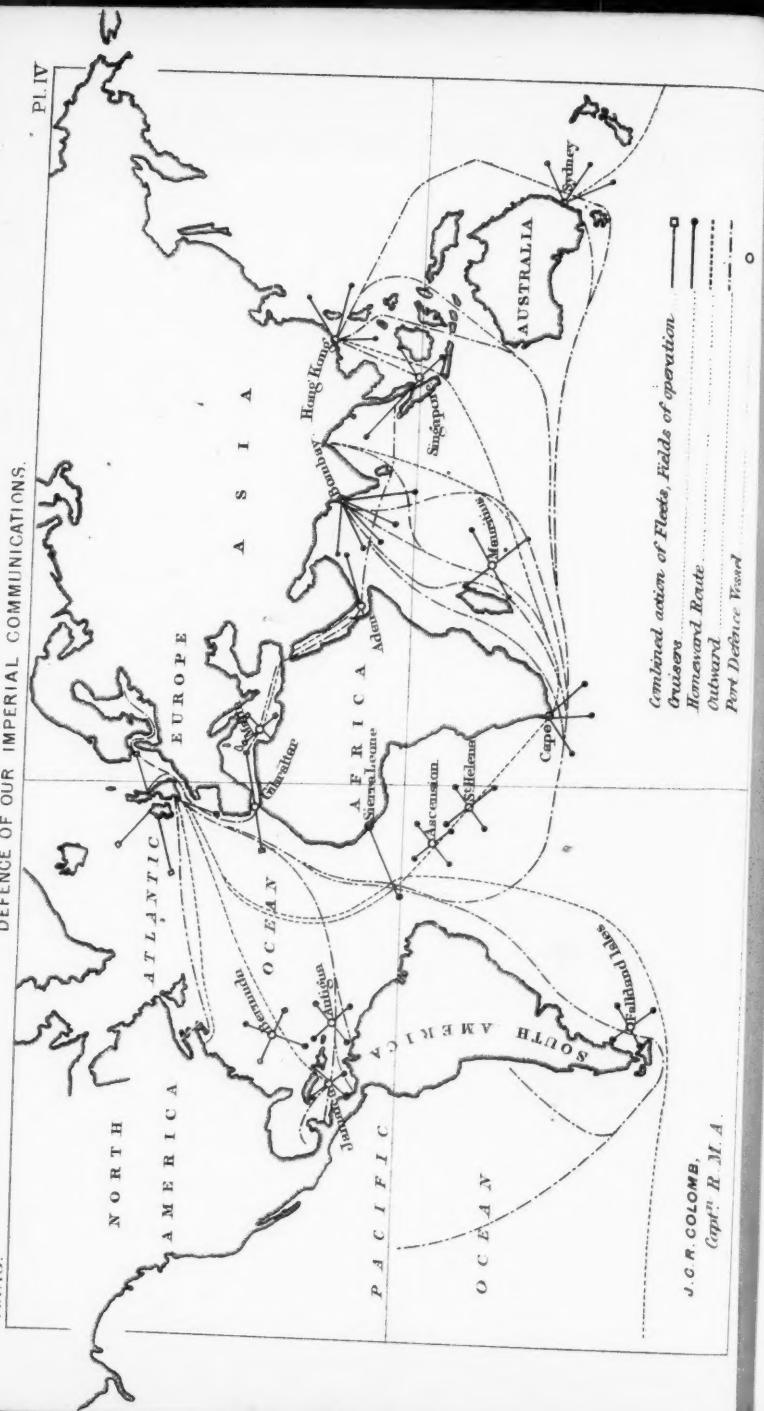 DEFENCE OF OUR IMPERIAL COMMUNICATIONS.
Pl. IV
NORTH
AMERICA
ATLANTIC
OCEAN
EUROPE
ASIA
AFRICA
SOUTH AMERICA
PACIFIC
OCEAN
AUSTRALIA
Bermuda
Antigua
Jamaica
Falkland Isles
Gibraltar
Sierra Leone
Ascension
St Helena
Cape
Aden
Mauritius
Bombay
Singapore
Hong Kong
Sydney
J.C.R. COLOMB,
Captn R.M.A.
Combined action of Fleets, Fields of operation
Cruisers
Homeward Route
Outward
Port Defence Vessel